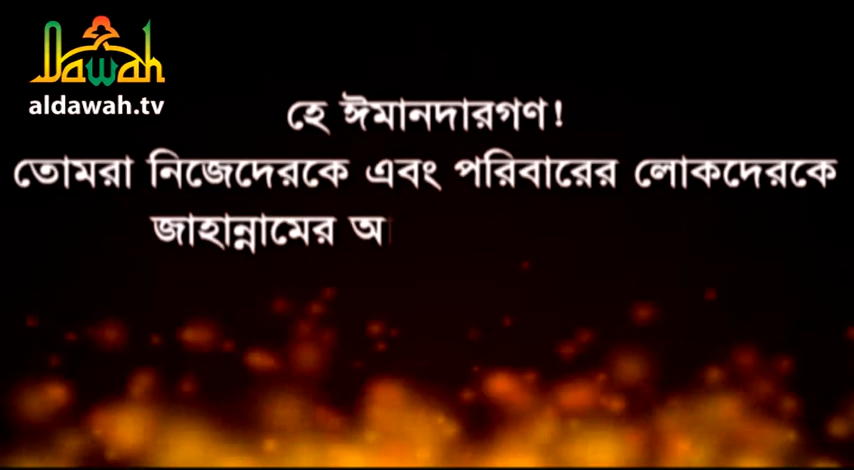 Dawah
aldawah.tv
হে ঈমানদারগণ!
তোমরা নিজেদেরকে এবং পরিবারের লোকদেরকে
জাহান্নামের অ